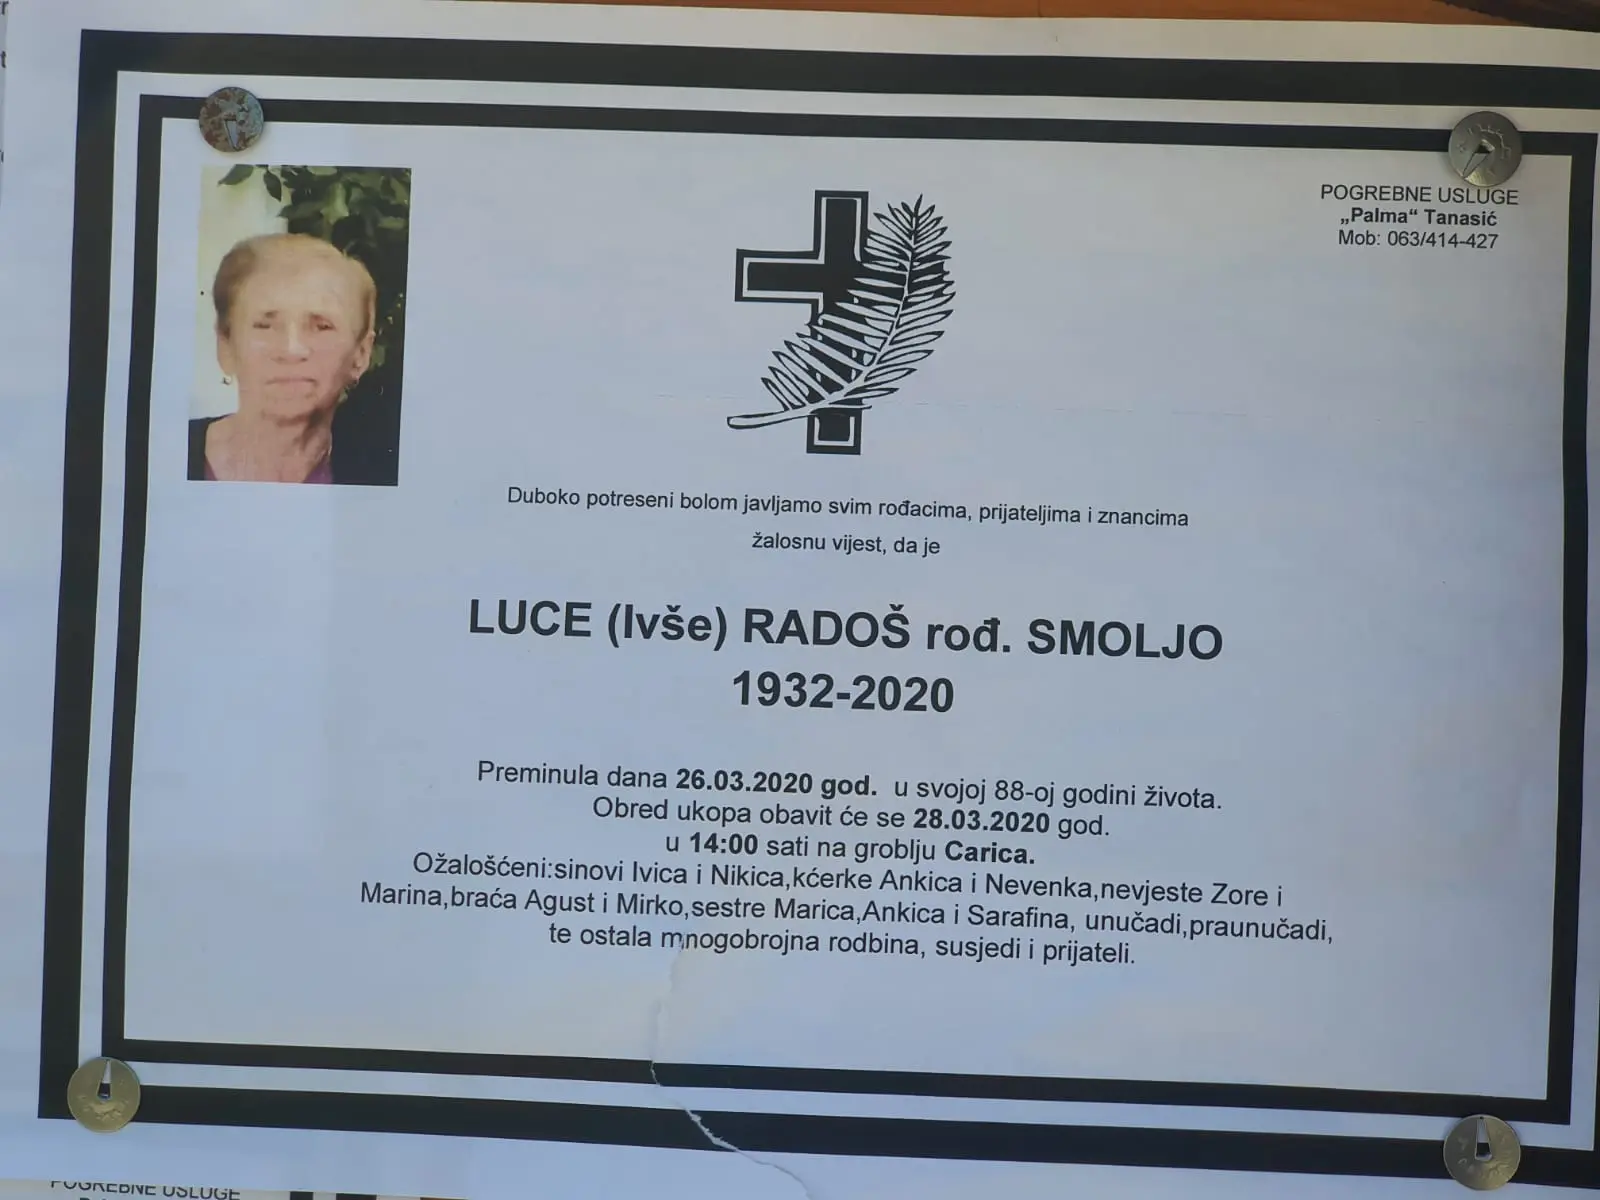 POGREBNE USLUGE
„Palma“ Tanasić
Mob: 063/414-427
Duboko potreseni bolom javljamo svim rođacima, prijateljima i znancima
žalosnu vijest, da je
LUCE (Ivše) RADOŠ rođ. SMOLJO
1932-2020
Preminula dana 26.03.2020 god. u svojoj 88-oj godini života.
Obred ukopa obavit će se 28.03.2020 god.
u 14:00 sati na groblju Carica.
Ožalošćeni:sinovi Ivica i Nikica,kćerke Ankica i Nevenka,nevjeste Zore i
Marina,braća Agust i Mirko,sestre Marica,Ankica i Sarafina, unučadi,praunučadi,
te ostala mnogobrojna rodbina, susjedi i prijateli.
POGREBNE USLUGE